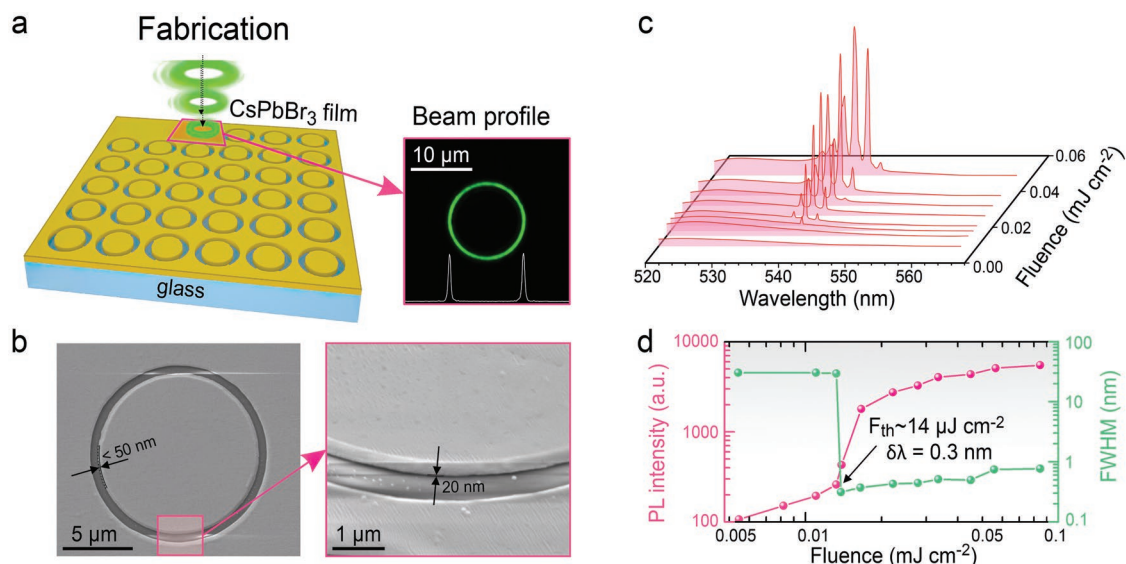 a
Fabrication
CsPbBr₃ film
glass
Beam profile
10 µm
b
< 50 nm
5 µm
20 nm
1 µm
c
0.06
0.04
0.02
0.00
Fluence (mJ cm⁻²)
520 530 540 550 560
Wavelength (nm)
d
10000
1000
100
PL intensity (a.u.)
Fth~14 µJ cm⁻²
δλ = 0.3 nm
100
10
1
0.1
FWHM (nm)
0.005 0.01 0.05 0.1
Fluence (mJ cm⁻²)